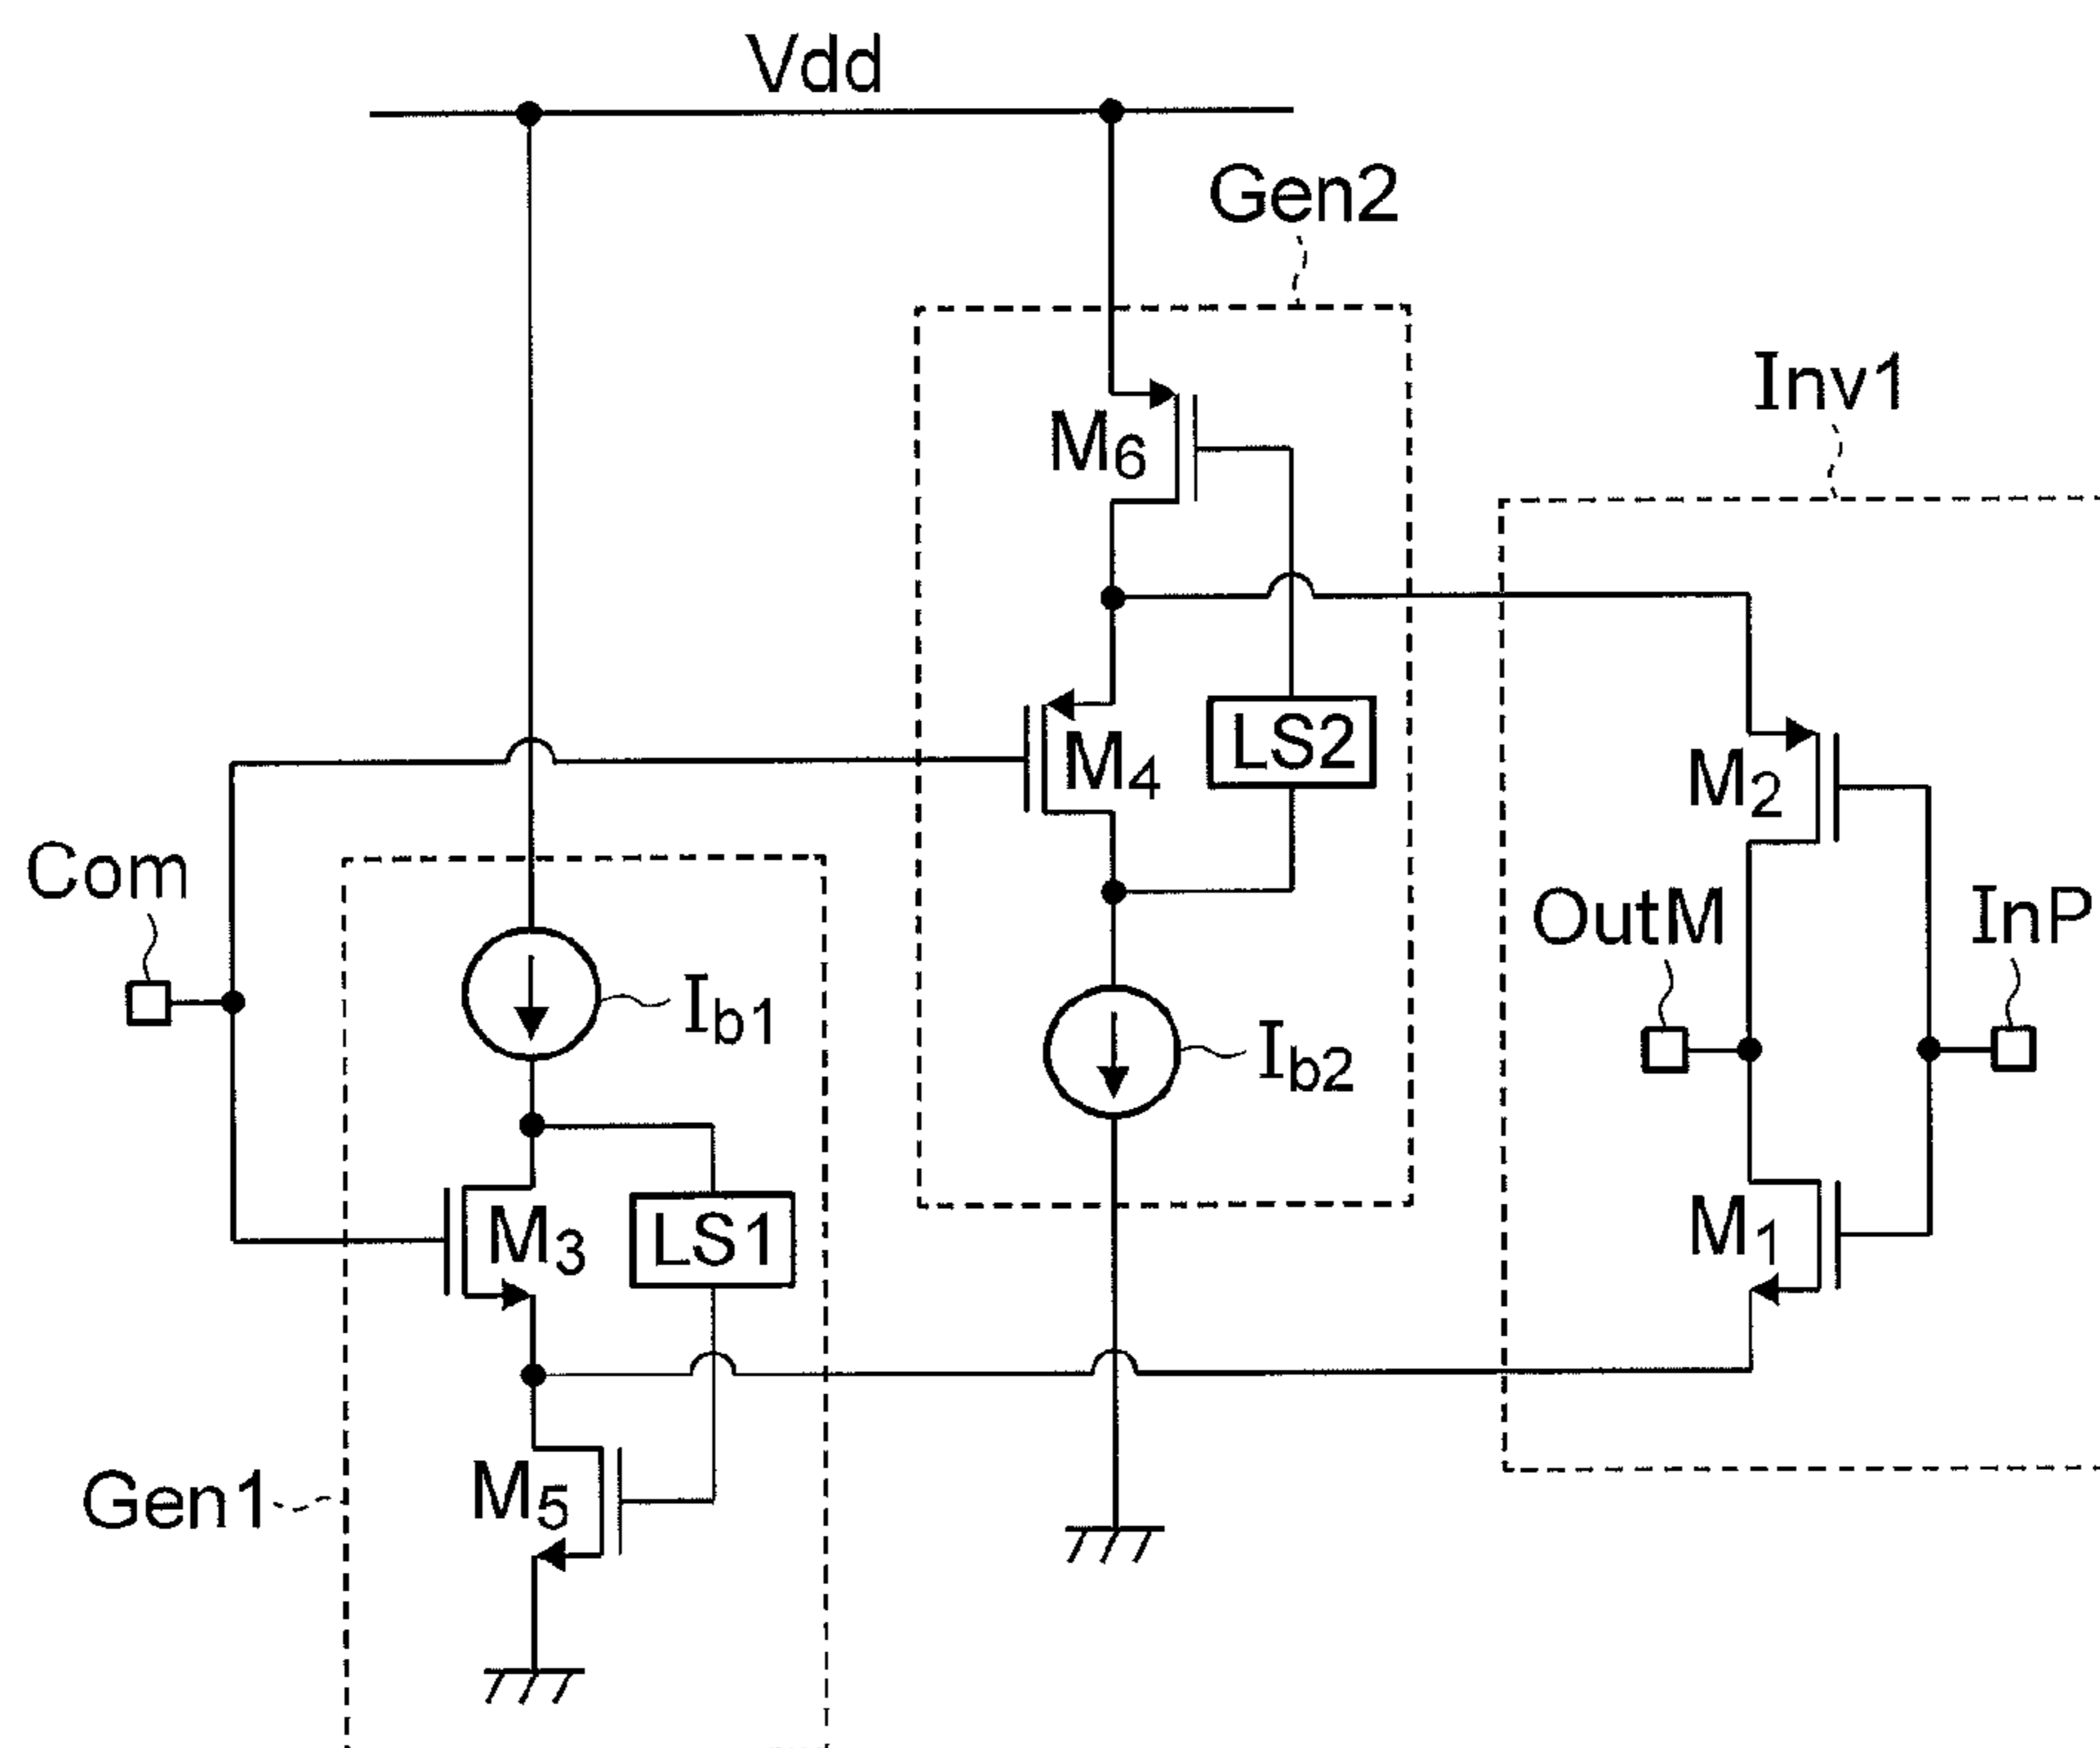 Vdd
Gen2
Inv1
M6
M4
LS2
M2
Com
OutM
InP
Ib1
Ib2
M3
LS1
M1
Gen1
M5